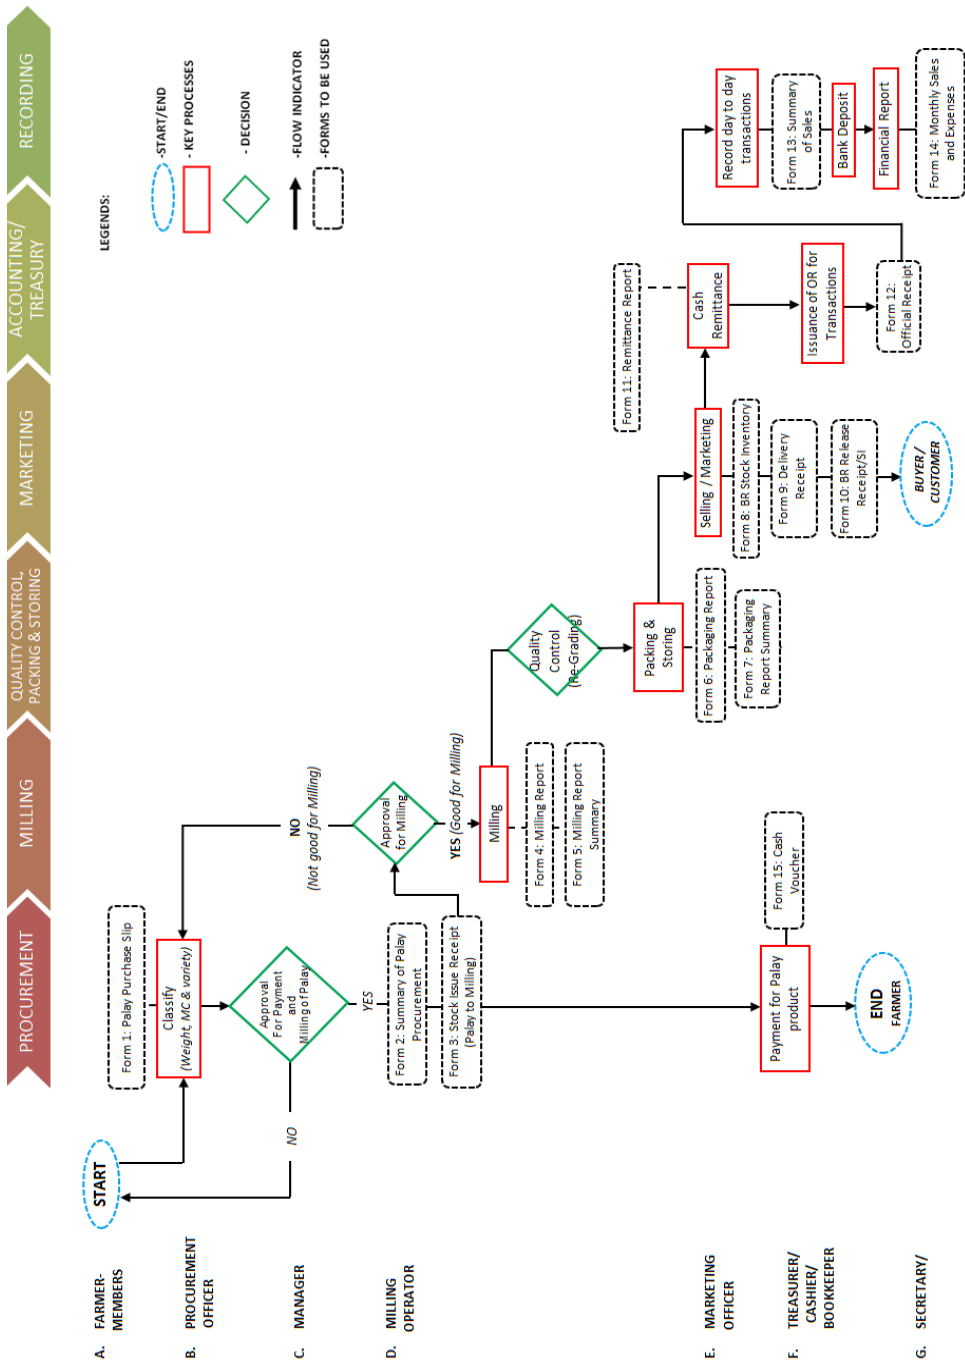 PROCUREMENT
MILLING
QUALITY CONTROL,
PACKING & STORING
MARKETING
ACCOUNTING/
TREASURY
RECORDING
LEGENDS:
-START/END
- KEY PROCESSES
- DECISION
-FLOW INDICATOR
-FORMS TO BE USED
A. FARMER-
MEMBERS
START
Form 1: Palay Purchase Slip
B. PROCUREMENT
OFFICER
Classify
(Weight, MC & variety)
C. MANAGER
NO
Approval
For Payment
and
Milling of Palay
YES
NO
(Not good for Milling)
D. MILLING
OPERATOR
Form 2: Summary of Palay
Procurement
Form 3: Stock Issue Receipt
(Palay to Milling)
Approval
for Milling
YES (Good for Milling)
Milling
Form 4: Milling Report
Form 5: Milling Report
Summary
Quality
Control
(Re-Grading)
Packing &
Storing
Form 6: Packaging Report
Form 7: Packaging
Report Summary
E. MARKETING
OFFICER
Selling / Marketing
Form 8: BR Stock Inventory
Form 9: Delivery
Receipt
Form 10: BR Release
Receipt/SI
BUYER /
CUSTOMER
Form 11: Remittance Report
Cash
Remittance
Issuance of OR for
Transactions
Form 12:
Official Receipt
Record day to day
transactions
Form 13: Summary
of Sales
Bank Deposit
Financial Report
Form 14: Monthly Sales
and Expenses
F. TREASURER/
CASHIER/
BOOKKEEPER
Payment for Palay
product
Form 15: Cash
Voucher
END
FARMER
G. SECRETARY/